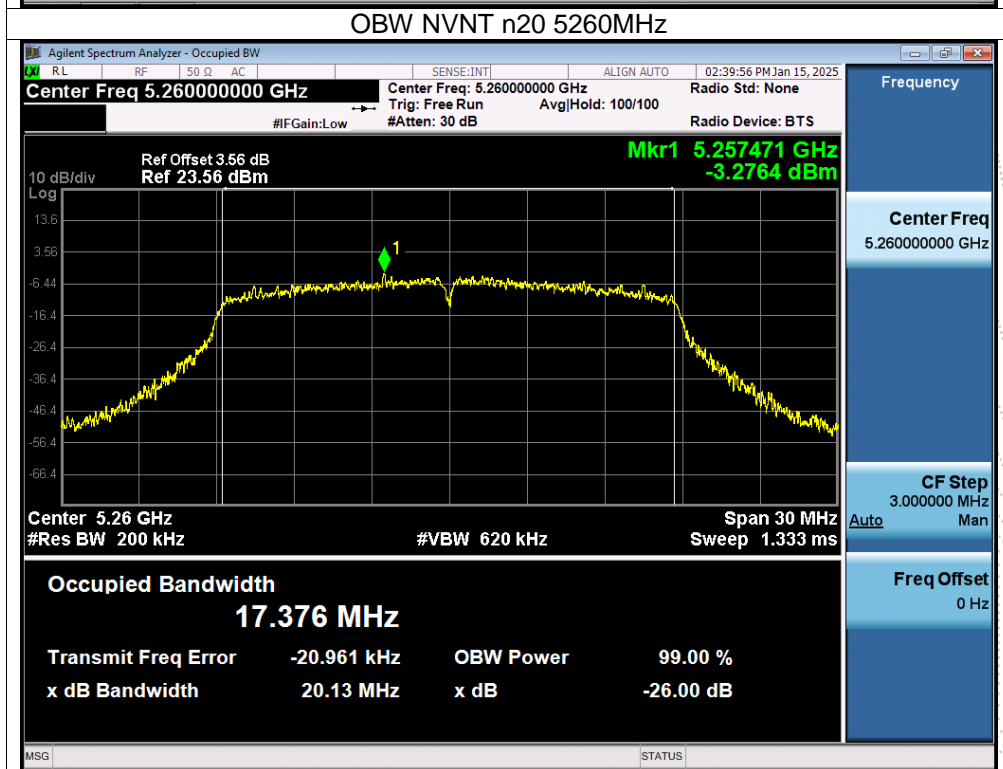 OBW NVNT n20 5260MHz
Agilent Spectrum Analyzer - Occupied BW
LXI RL RF 50 Ω AC SENSE:INT ALIGN AUTO 02:39:56 PM Jan 15, 2025
Center Freq 5.260000000 GHz
Center Freq: 5.260000000 GHz
Radio Std: None
Trig: Free Run Avg|Hold: 100/100
#IFGain:Low #Atten: 30 dB Radio Device: BTS
Mkr1 5.257471 GHz
-3.2764 dBm
Ref Offset 3.56 dB
10 dB/div Ref 23.56 dBm
Log
13.6
3.56
-6.44
-16.4
-26.4
-36.4
-46.4
-56.4
-66.4
1
Center 5.26 GHz Span 30 MHz
#Res BW 200 kHz #VBW 620 kHz Sweep 1.333 ms
Occupied Bandwidth
17.376 MHz
Transmit Freq Error -20.961 kHz OBW Power 99.00 %
x dB Bandwidth 20.13 MHz x dB -26.00 dB
MSG STATUS
Frequency
Center Freq
5.260000000 GHz
CF Step
3.000000 MHz
Auto Man
Freq Offset
0 Hz